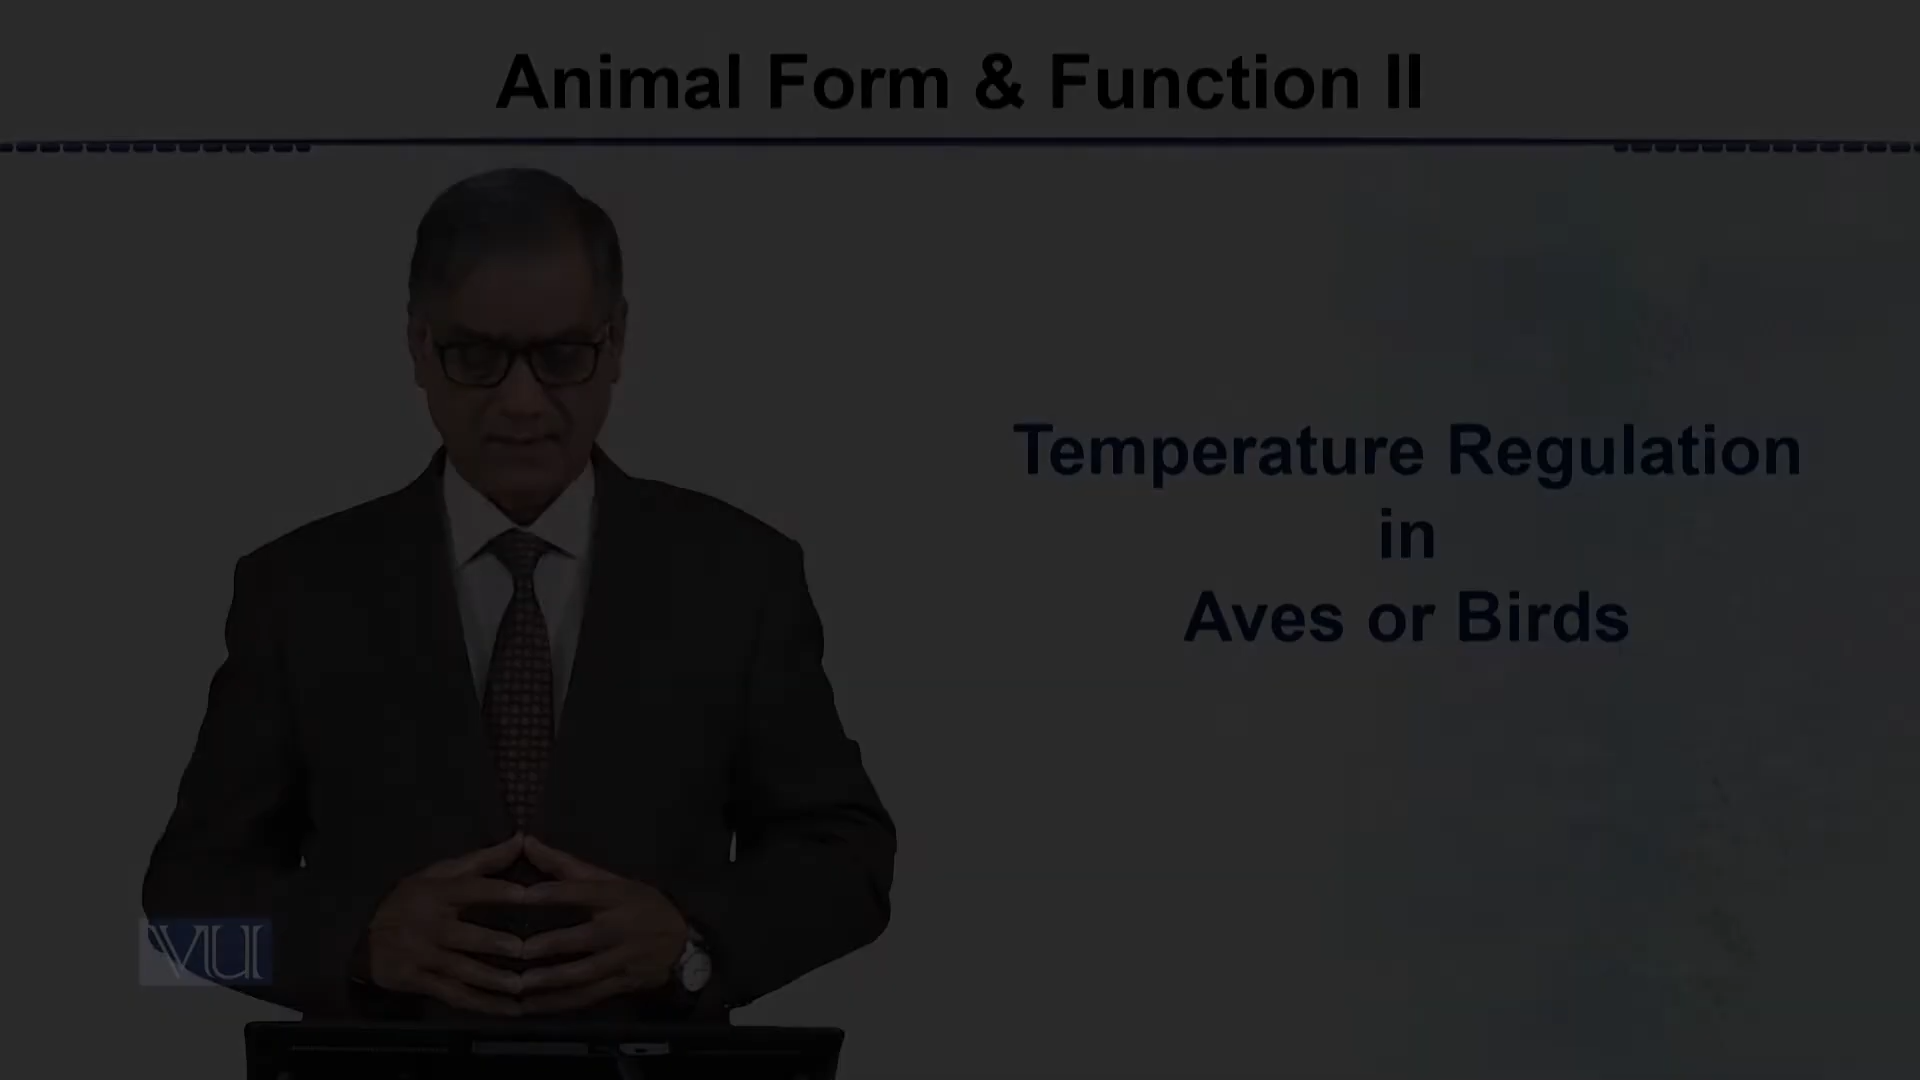 Animal Form & Function II
Temperature Regulation
in
Aves or Birds
VU